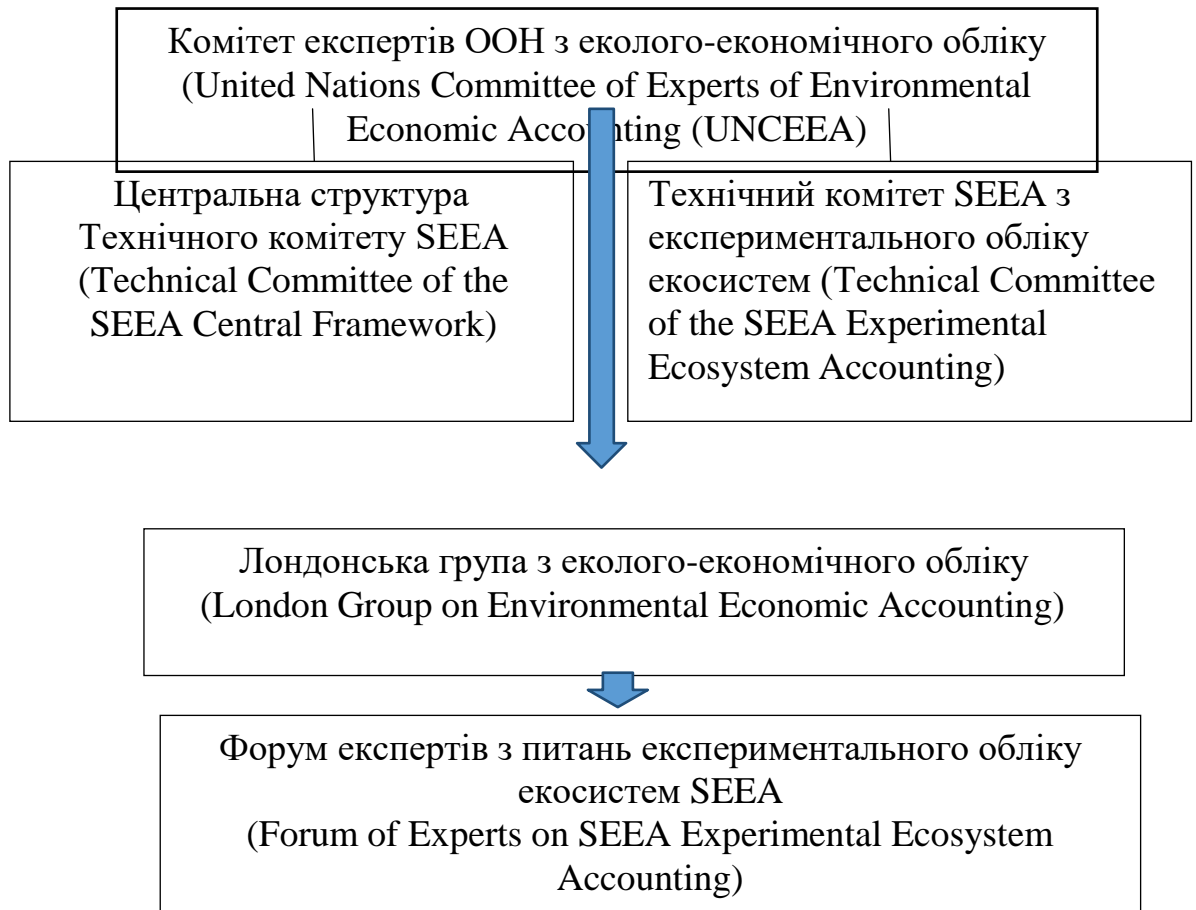 Комітет експертів ООН з еколого-економічного обліку
(United Nations Committee of Experts of Environmental
Economic Accounting (UNCEEA)
Центральна структура
Технічного комітету SEEA
(Technical Committee of the
SEEA Central Framework)
Технічний комітет SEEA з
експериментального обліку
екосистем (Technical Committee
of the SEEA Experimental
Ecosystem Accounting)
Лондонська група з еколого-економічного обліку
(London Group on Environmental Economic Accounting)
Форум експертів з питань експериментального обліку
екосистем SEEA
(Forum of Experts on SEEA Experimental Ecosystem
Accounting)